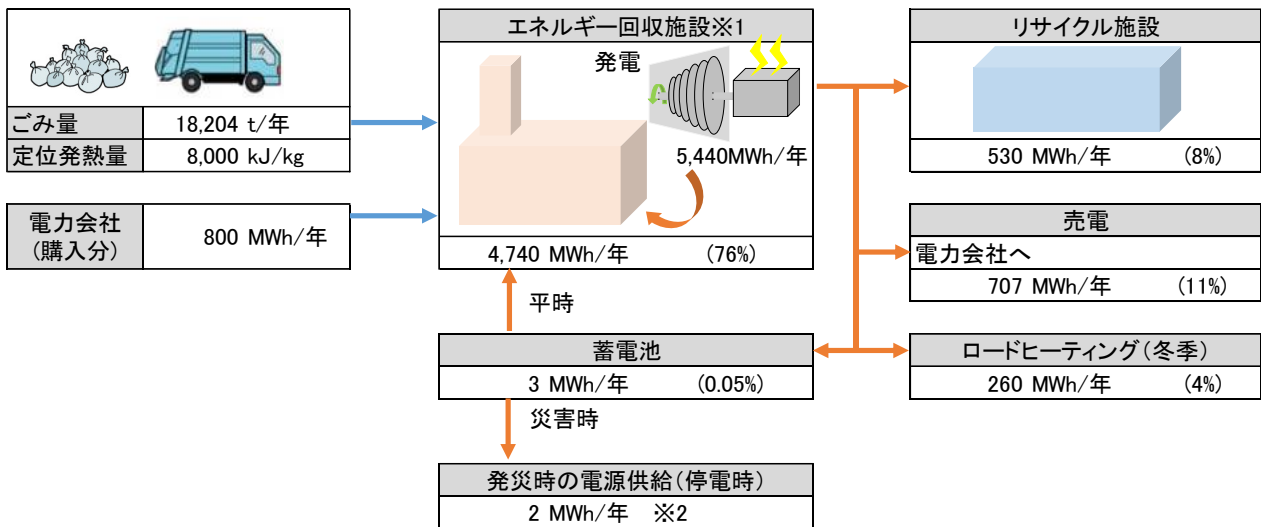 ごみ量 18,204 t/年
定位発熱量 8,000 kJ/kg
電力会社
(購入分)
800 MWh/年
エネルギー回収施設※1
発電
5,440MWh/年
4,740 MWh/年 (76%)
平時
蓄電池
3 MWh/年 (0.05%)
災害時
発災時の電源供給(停電時)
2 MWh/年 ※2
リサイクル施設
530 MWh/年 (8%)
売電
電力会社へ
707 MWh/年 (11%)
ロードヒーティング(冬季)
260 MWh/年 (4%)